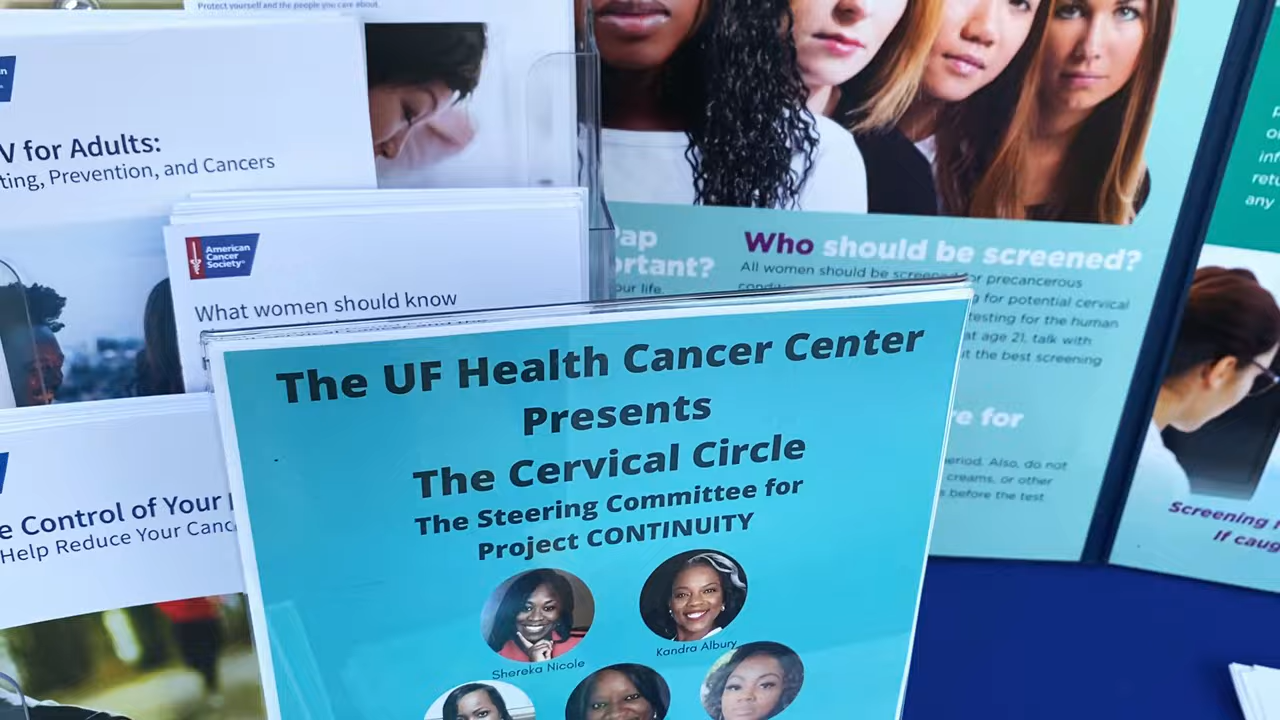 Protect yourself and the people you care about.
V for Adults:
ting, Prevention, and Cancers
American
Cancer
Society
What women should know
e Control of Your
Help Reduce Your Canc
The UF Health Cancer Center
Presents
The Cervical Circle
The Steering Committee for
Project CONTINUITY
Shereka Nicole
Kandra Albury
Pap
ortant?
our life.
Who should be screened?
All women should be screened for precancerous
for potential cervical
testing for the human
at age 21, talk with
t the best screening
e for
eriod. Also, do not
creams, or other
before the test
Screening
If caug
inf
retu
any